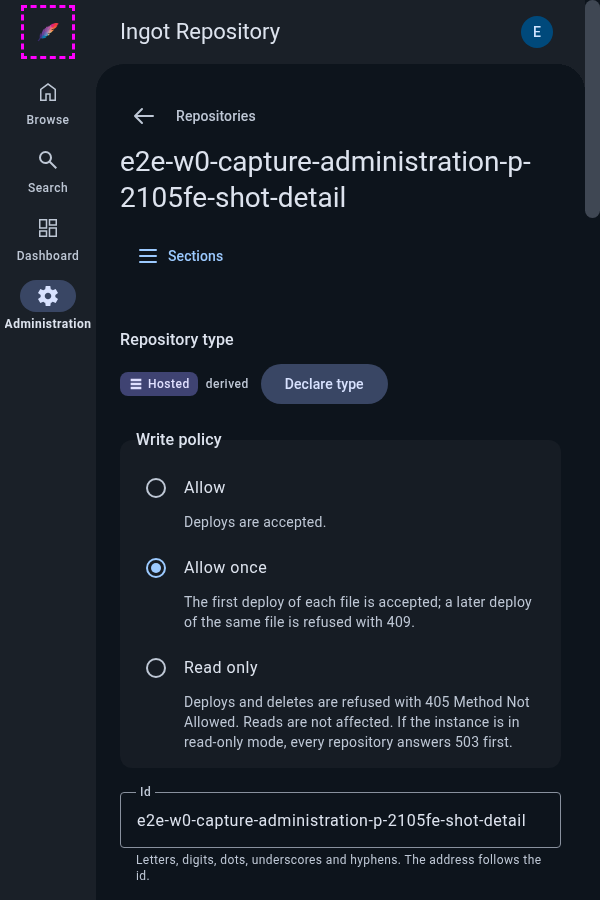 Ingot Repository
E
Browse
Search
Dashboard
Administration
Repositories
e2e-w0-capture-administration-p-
2105fe-shot-detail
Sections
Repository type
Hosted derived Declare type
Write policy
Allow
Deploys are accepted.
Allow once
The first deploy of each file is accepted; a later deploy
of the same file is refused with 409.
Read only
Deploys and deletes are refused with 405 Method Not
Allowed. Reads are not affected. If the instance is in
read-only mode, every repository answers 503 first.
Id
e2e-w0-capture-administration-p-2105fe-shot-detail
Letters, digits, dots, underscores and hyphens. The address follows the
id.